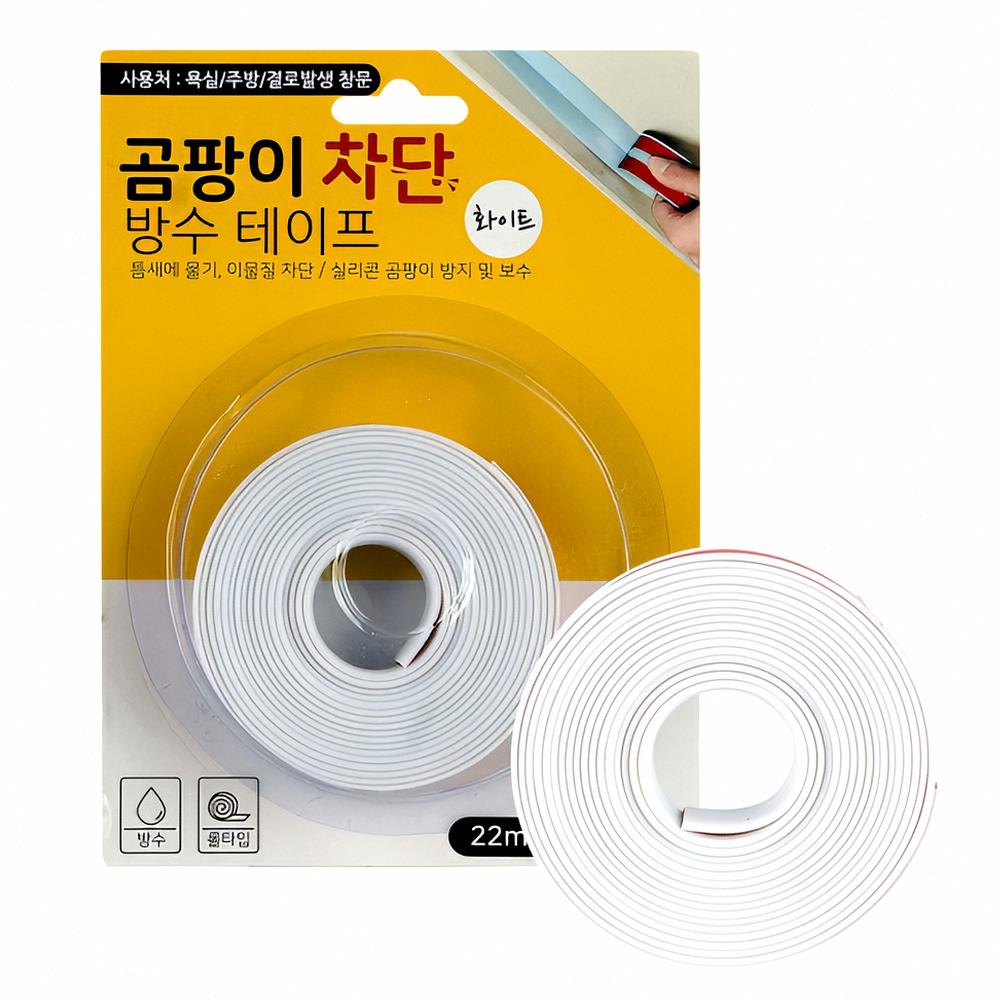 사용처 : 욕실/주방/결로발생 창문
곰팡이 차단
방수 테이프
화이트
틈새에 물기, 이물질 차단 / 실리콘 곰팡이 방지 및 보수
방수
롤타입
22m